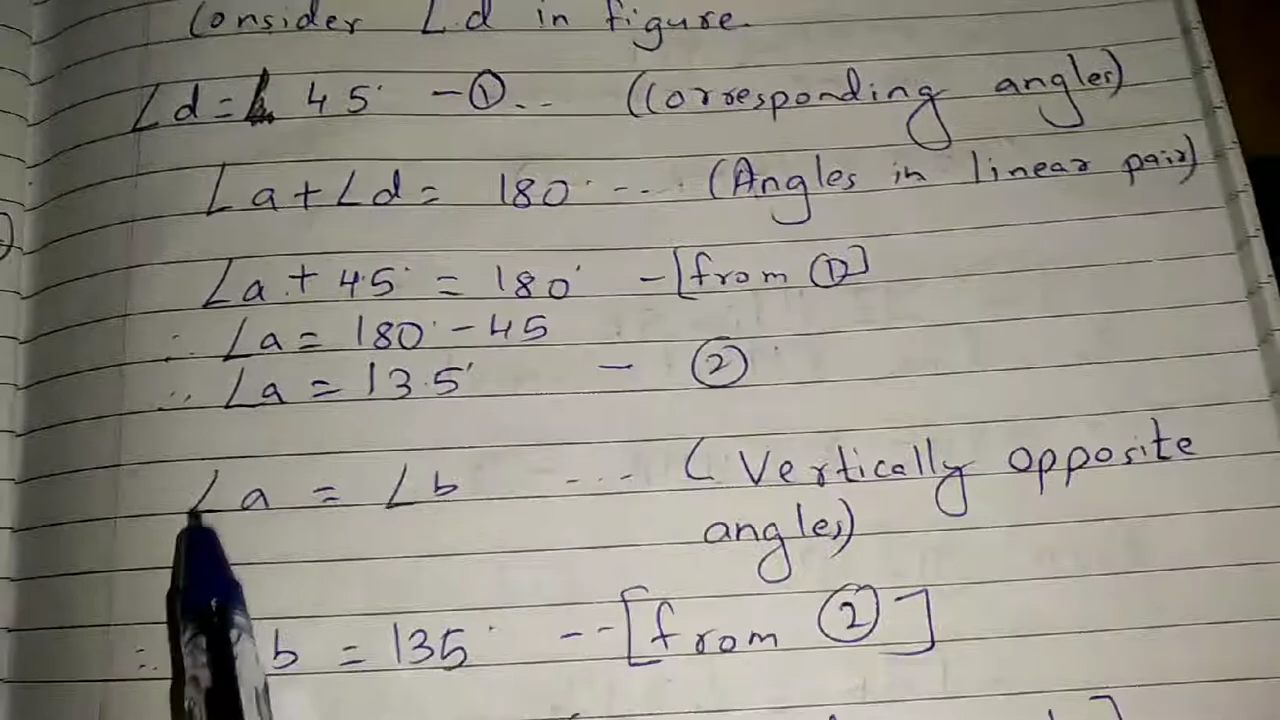 Consider ∠d in figure.
∠d = 45° - ① .. (Corresponding angles)
∠a + ∠d = 180° ... (Angles in linear pair)
∠a + 45° = 180° - [from ①]
∴ ∠a = 180° - 45
∴ ∠a = 135° - ②
∠a = ∠b ... (Vertically opposite
angles)
∴ b = 135° -- [from ②]